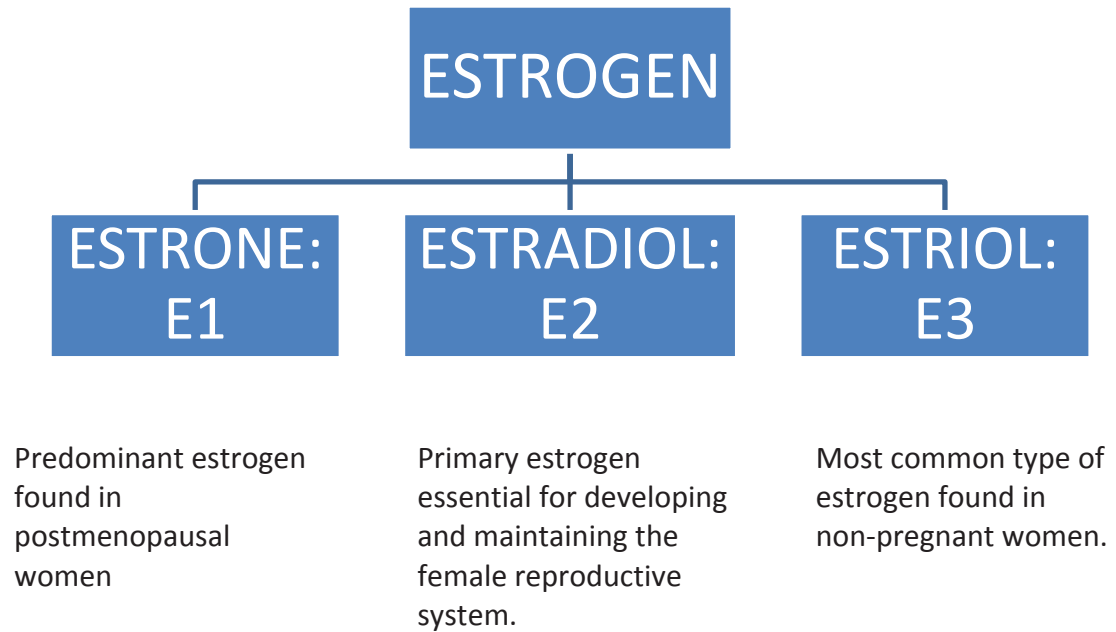 ESTROGEN
ESTRONE:
E1
ESTRADIOL:
E2
ESTRIOL:
E3
Predominant estrogen
found in
postmenopausal
women
Primary estrogen
essential for developing
and maintaining the
female reproductive
system.
Most common type of
estrogen found in
non-pregnant women.